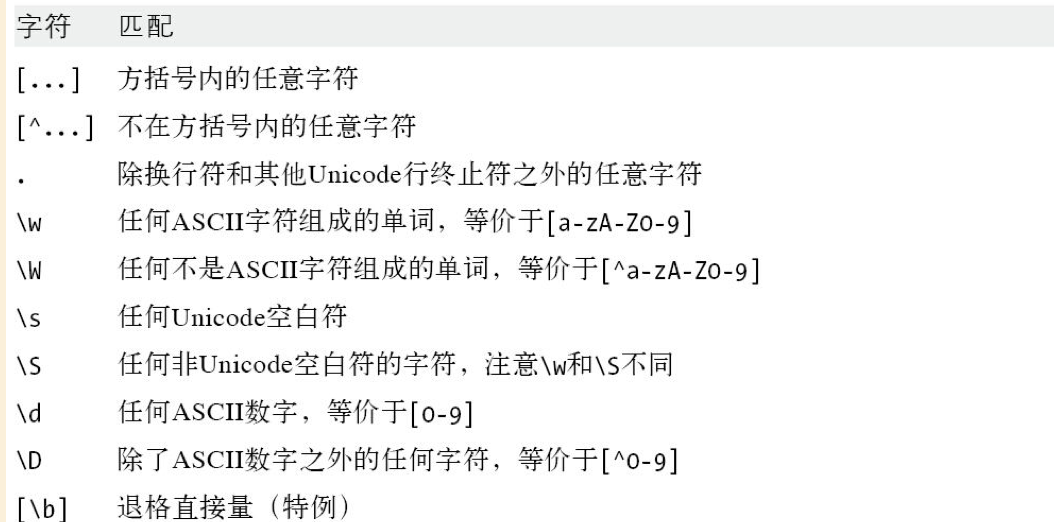 字符 匹配
[...] 方括号内的任意字符
[^...] 不在方括号内的任意字符
. 除换行符和其他Unicode行终止符之外的任意字符
\w 任何ASCII字符组成的单词，等价于[a-zA-Z0-9]
\W 任何不是ASCII字符组成的单词，等价于[^a-zA-Z0-9]
\s 任何Unicode空白符
\S 任何非Unicode空白符的字符，注意\w和\S不同
\d 任何ASCII数字，等价于[0-9]
\D 除了ASCII数字之外的任何字符，等价于[^0-9]
[\b] 退格直接量（特例）